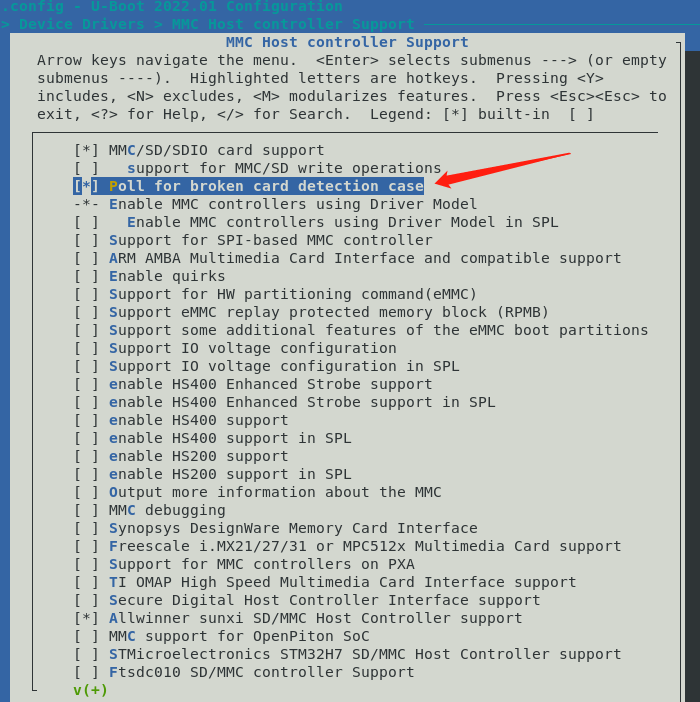 .config - U-Boot 2022.01 Configuration
> Device Drivers > MMC Host controller Support
MMC Host controller Support
Arrow keys navigate the menu.  <Enter> selects submenus ---> (or empty
submenus ----).  Highlighted letters are hotkeys.  Pressing <Y>
includes, <N> excludes, <M> modularizes features.  Press <Esc><Esc> to
exit, <?> for Help, </> for Search.  Legend: [*] built-in  [ ]
[*] MMC/SD/SDIO card support
[ ]   support for MMC/SD write operations
[*] Poll for broken card detection case
-*- Enable MMC controllers using Driver Model
[ ]   Enable MMC controllers using Driver Model in SPL
[ ] Support for SPI-based MMC controller
[ ] ARM AMBA Multimedia Card Interface and compatible support
[ ] Enable quirks
[ ] Support for HW partitioning command(eMMC)
[ ] Support eMMC replay protected memory block (RPMB)
[ ] Support some additional features of the eMMC boot partitions
[ ] Support IO voltage configuration
[ ] Support IO voltage configuration in SPL
[ ] enable HS400 Enhanced Strobe support
[ ] enable HS400 Enhanced Strobe support in SPL
[ ] enable HS400 support
[ ] enable HS400 support in SPL
[ ] enable HS200 support
[ ] enable HS200 support in SPL
[ ] Output more information about the MMC
[ ] MMC debugging
[ ] Synopsys DesignWare Memory Card Interface
[ ] Freescale i.MX21/27/31 or MPC512x Multimedia Card support
[ ] Support for MMC controllers on PXA
[ ] TI OMAP High Speed Multimedia Card Interface support
[ ] Secure Digital Host Controller Interface support
[*] Allwinner sunxi SD/MMC Host Controller support
[ ] MMC support for OpenPiton SoC
[ ] STMicroelectronics STM32H7 SD/MMC Host Controller support
[ ] Ftsdc010 SD/MMC controller Support
v(+)